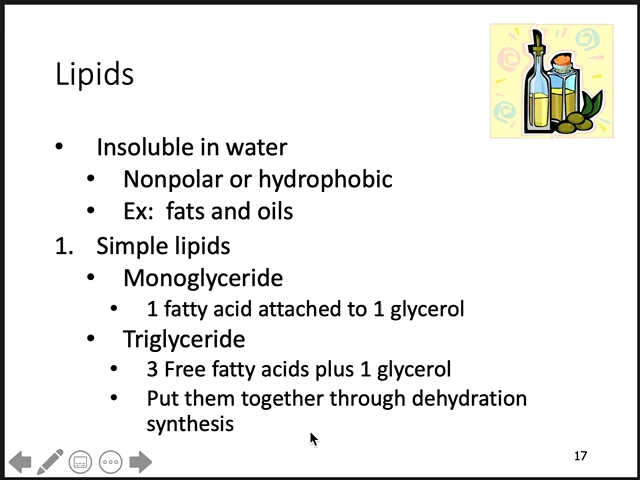 Lipids
• Insoluble in water
• Nonpolar or hydrophobic
• Ex: fats and oils
1. Simple lipids
• Monoglyceride
• 1 fatty acid attached to 1 glycerol
• Triglyceride
• 3 Free fatty acids plus 1 glycerol
• Put them together through dehydration
synthesis
17